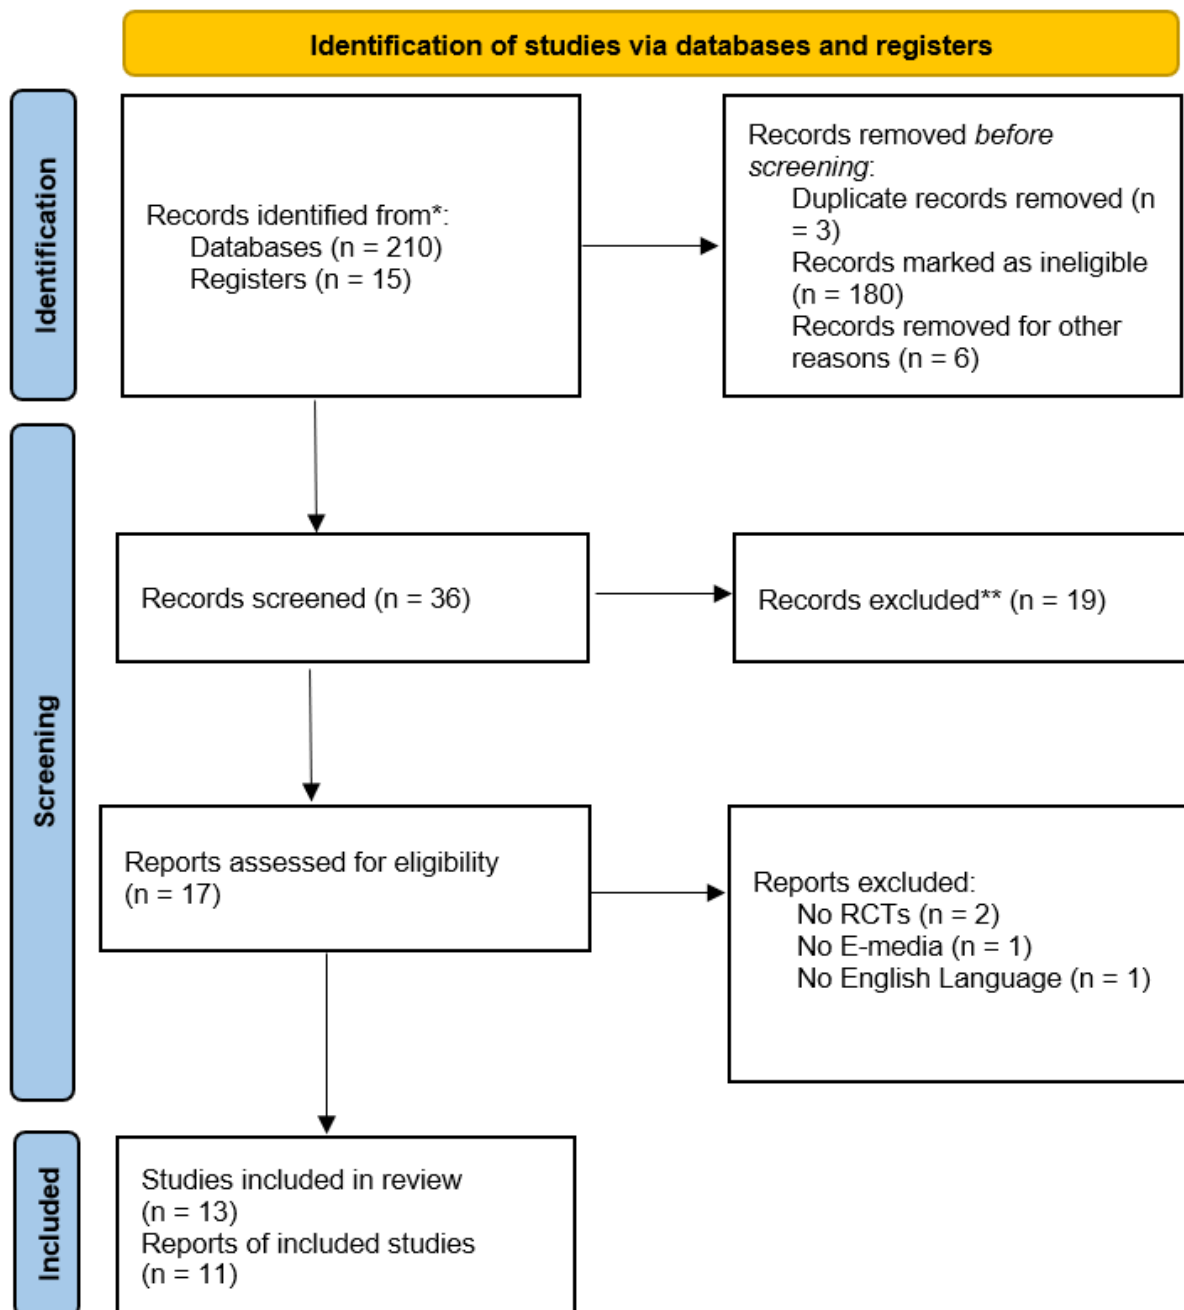 Identification of studies via databases and registers
Identification
Records identified from*:
Databases (n = 210)
Registers (n = 15)
Records removed before
screening:
Duplicate records removed (n
= 3)
Records marked as ineligible
(n = 180)
Records removed for other
reasons (n = 6)
Screening
Records screened (n = 36)
Records excluded** (n = 19)
Reports assessed for eligibility
(n = 17)
Reports excluded:
No RCTs (n = 2)
No E-media (n = 1)
No English Language (n = 1)
Included
Studies included in review
(n = 13)
Reports of included studies
(n = 11)